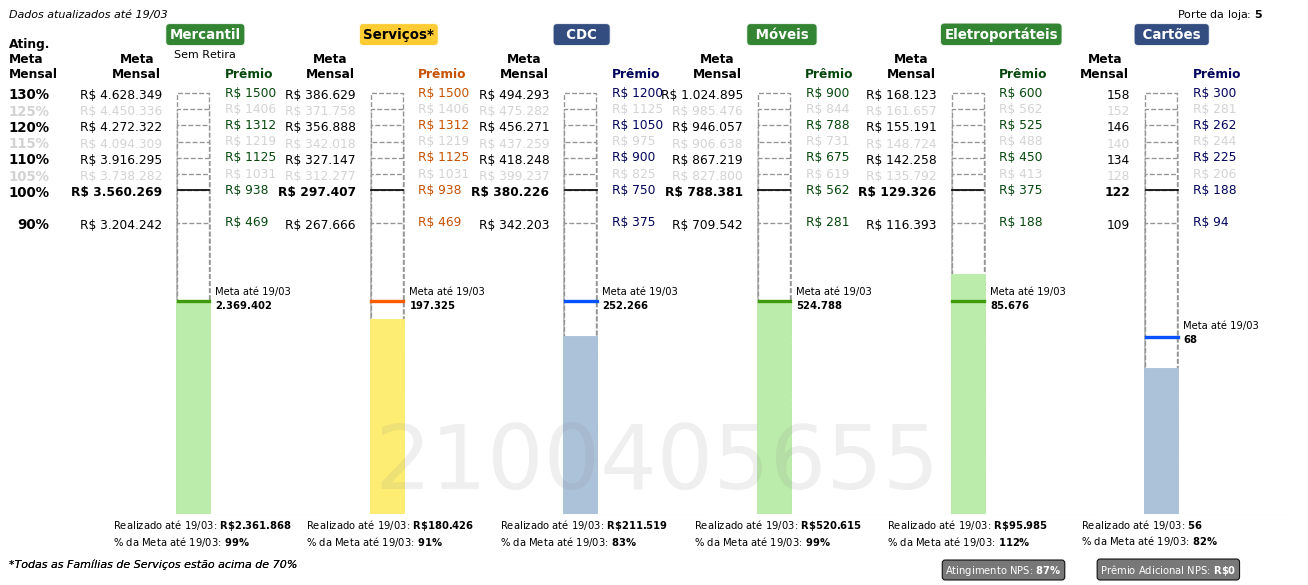 Dados atualizados até 19/03 Porte da loja: 5
Mercantil Serviços* CDC Móveis Eletroportáteis Cartões
Ating. Meta Mensal Sem Retira
Meta Mensal Prêmio Meta Mensal Prêmio Meta Mensal Prêmio Meta Mensal Prêmio Meta Mensal Prêmio Meta Mensal Prêmio
130% R$ 4.628.349 R$ 1500 R$ 386.629 R$ 1500 R$ 494.293 R$ 1200 R$ 1.024.895 R$ 900 R$ 168.123 R$ 600 158 R$ 300
125% R$ 4.450.336 R$ 1406 R$ 371.758 R$ 1406 R$ 475.282 R$ 1125 R$ 985.476 R$ 844 R$ 161.657 R$ 562 152 R$ 281
120% R$ 4.272.322 R$ 1312 R$ 356.888 R$ 1312 R$ 456.271 R$ 1050 R$ 946.057 R$ 788 R$ 155.191 R$ 525 146 R$ 262
115% R$ 4.094.309 R$ 1219 R$ 342.018 R$ 1219 R$ 437.259 R$ 975 R$ 906.638 R$ 731 R$ 148.724 R$ 488 140 R$ 244
110% R$ 3.916.295 R$ 1125 R$ 327.147 R$ 1125 R$ 418.248 R$ 900 R$ 867.219 R$ 675 R$ 142.258 R$ 450 134 R$ 225
105% R$ 3.738.282 R$ 1031 R$ 312.277 R$ 1031 R$ 399.237 R$ 825 R$ 827.800 R$ 619 R$ 135.792 R$ 413 128 R$ 206
100% R$ 3.560.269 R$ 938 R$ 297.407 R$ 938 R$ 380.226 R$ 750 R$ 788.381 R$ 562 R$ 129.326 R$ 375 122 R$ 188
90% R$ 3.204.242 R$ 469 R$ 267.666 R$ 469 R$ 342.203 R$ 375 R$ 709.542 R$ 281 R$ 116.393 R$ 188 109 R$ 94
Meta até 19/03 Meta até 19/03 Meta até 19/03 Meta até 19/03 Meta até 19/03
2.369.402 197.325 252.266 524.788 85.676
Meta até 19/03
68
2100405655
Realizado até 19/03: R$2.361.868 Realizado até 19/03: R$180.426 Realizado até 19/03: R$211.519 Realizado até 19/03: R$520.615 Realizado até 19/03: R$95.985 Realizado até 19/03: 56
% da Meta até 19/03: 99% % da Meta até 19/03: 91% % da Meta até 19/03: 83% % da Meta até 19/03: 99% % da Meta até 19/03: 112% % da Meta até 19/03: 82%
*Todas as Famílias de Serviços estão acima de 70% Atingimento NPS: 87% Prêmio Adicional NPS: R$0